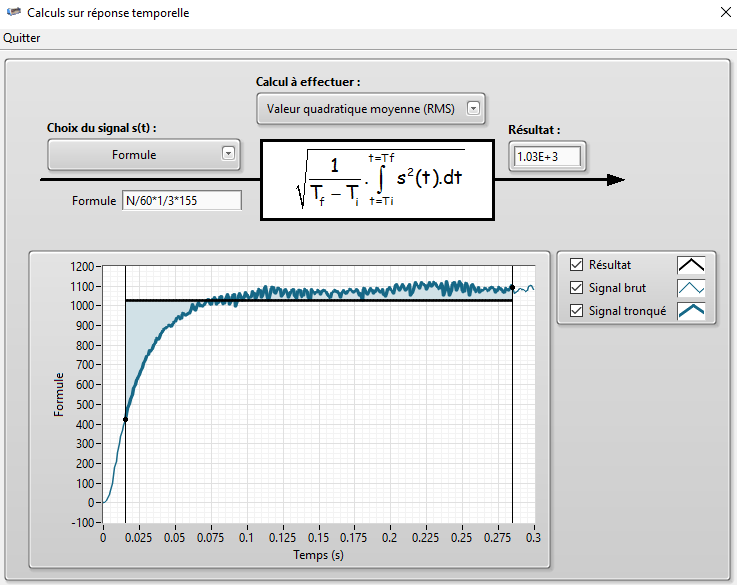 Calculs sur réponse temporelle
Quitter
Calcul à effectuer :
Valeur quadratique moyenne (RMS)
Choix du signal s(t) :
Formule
Résultat :
1.03E+3
Formule N/60*1/3*155
t=Tf
1
Tf − Ti
. ∫ s²(t).dt
t=Ti
Résultat
Signal brut
Signal tronqué
1200
1100
1000
900
800
700
600
500
400
300
200
100
0
-100
Formule
0 0.025 0.05 0.075 0.1 0.125 0.15 0.175 0.2 0.225 0.25 0.275 0.3
Temps (s)